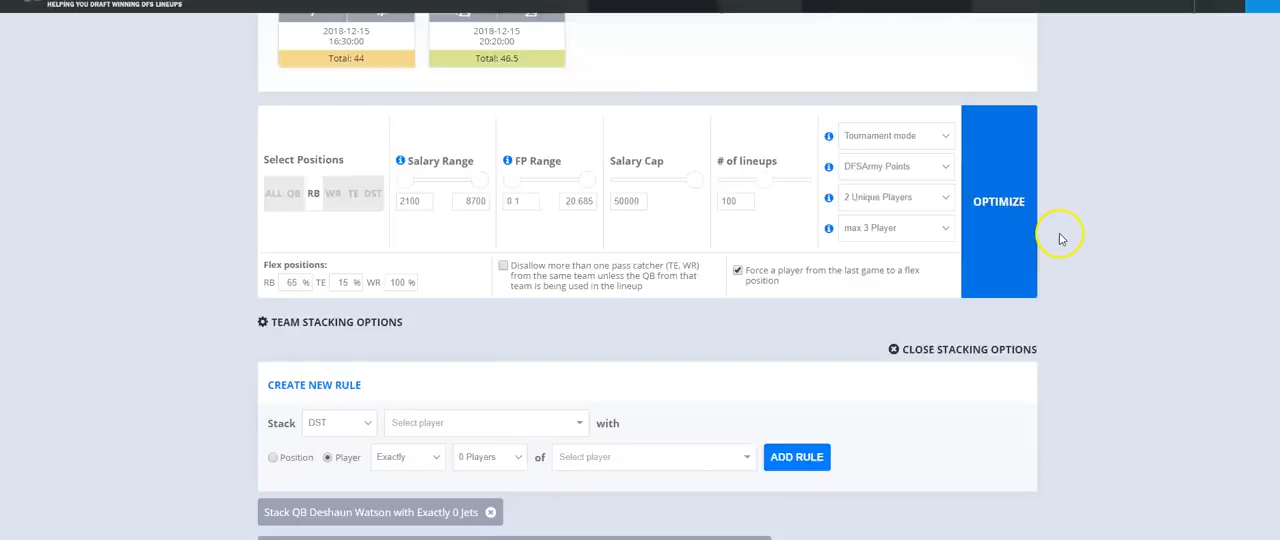 HELPING YOU DRAFT WINNING DFS LINEUPS
2018-12-15
16:30:00
Total: 44
2018-12-15
20:20:00
Total: 46.5
Select Positions
ALL QB RB WR TE DST
Salary Range
2100 8700
FP Range
0.1 20.685
Salary Cap
50000
# of lineups
100
Tournament mode
DFSArmy Points
2 Unique Players
max 3 Player
OPTIMIZE
Flex positions:
RB 65 % TE 15 % WR 100 %
Disallow more than one pass catcher (TE, WR)
from the same team unless the QB from that
team is being used in the lineup
Force a player from the last game to a flex
position
TEAM STACKING OPTIONS
CLOSE STACKING OPTIONS
CREATE NEW RULE
Stack DST Select player with
Position Player Exactly 0 Players of Select player ADD RULE
Stack QB Deshaun Watson with Exactly 0 Jets